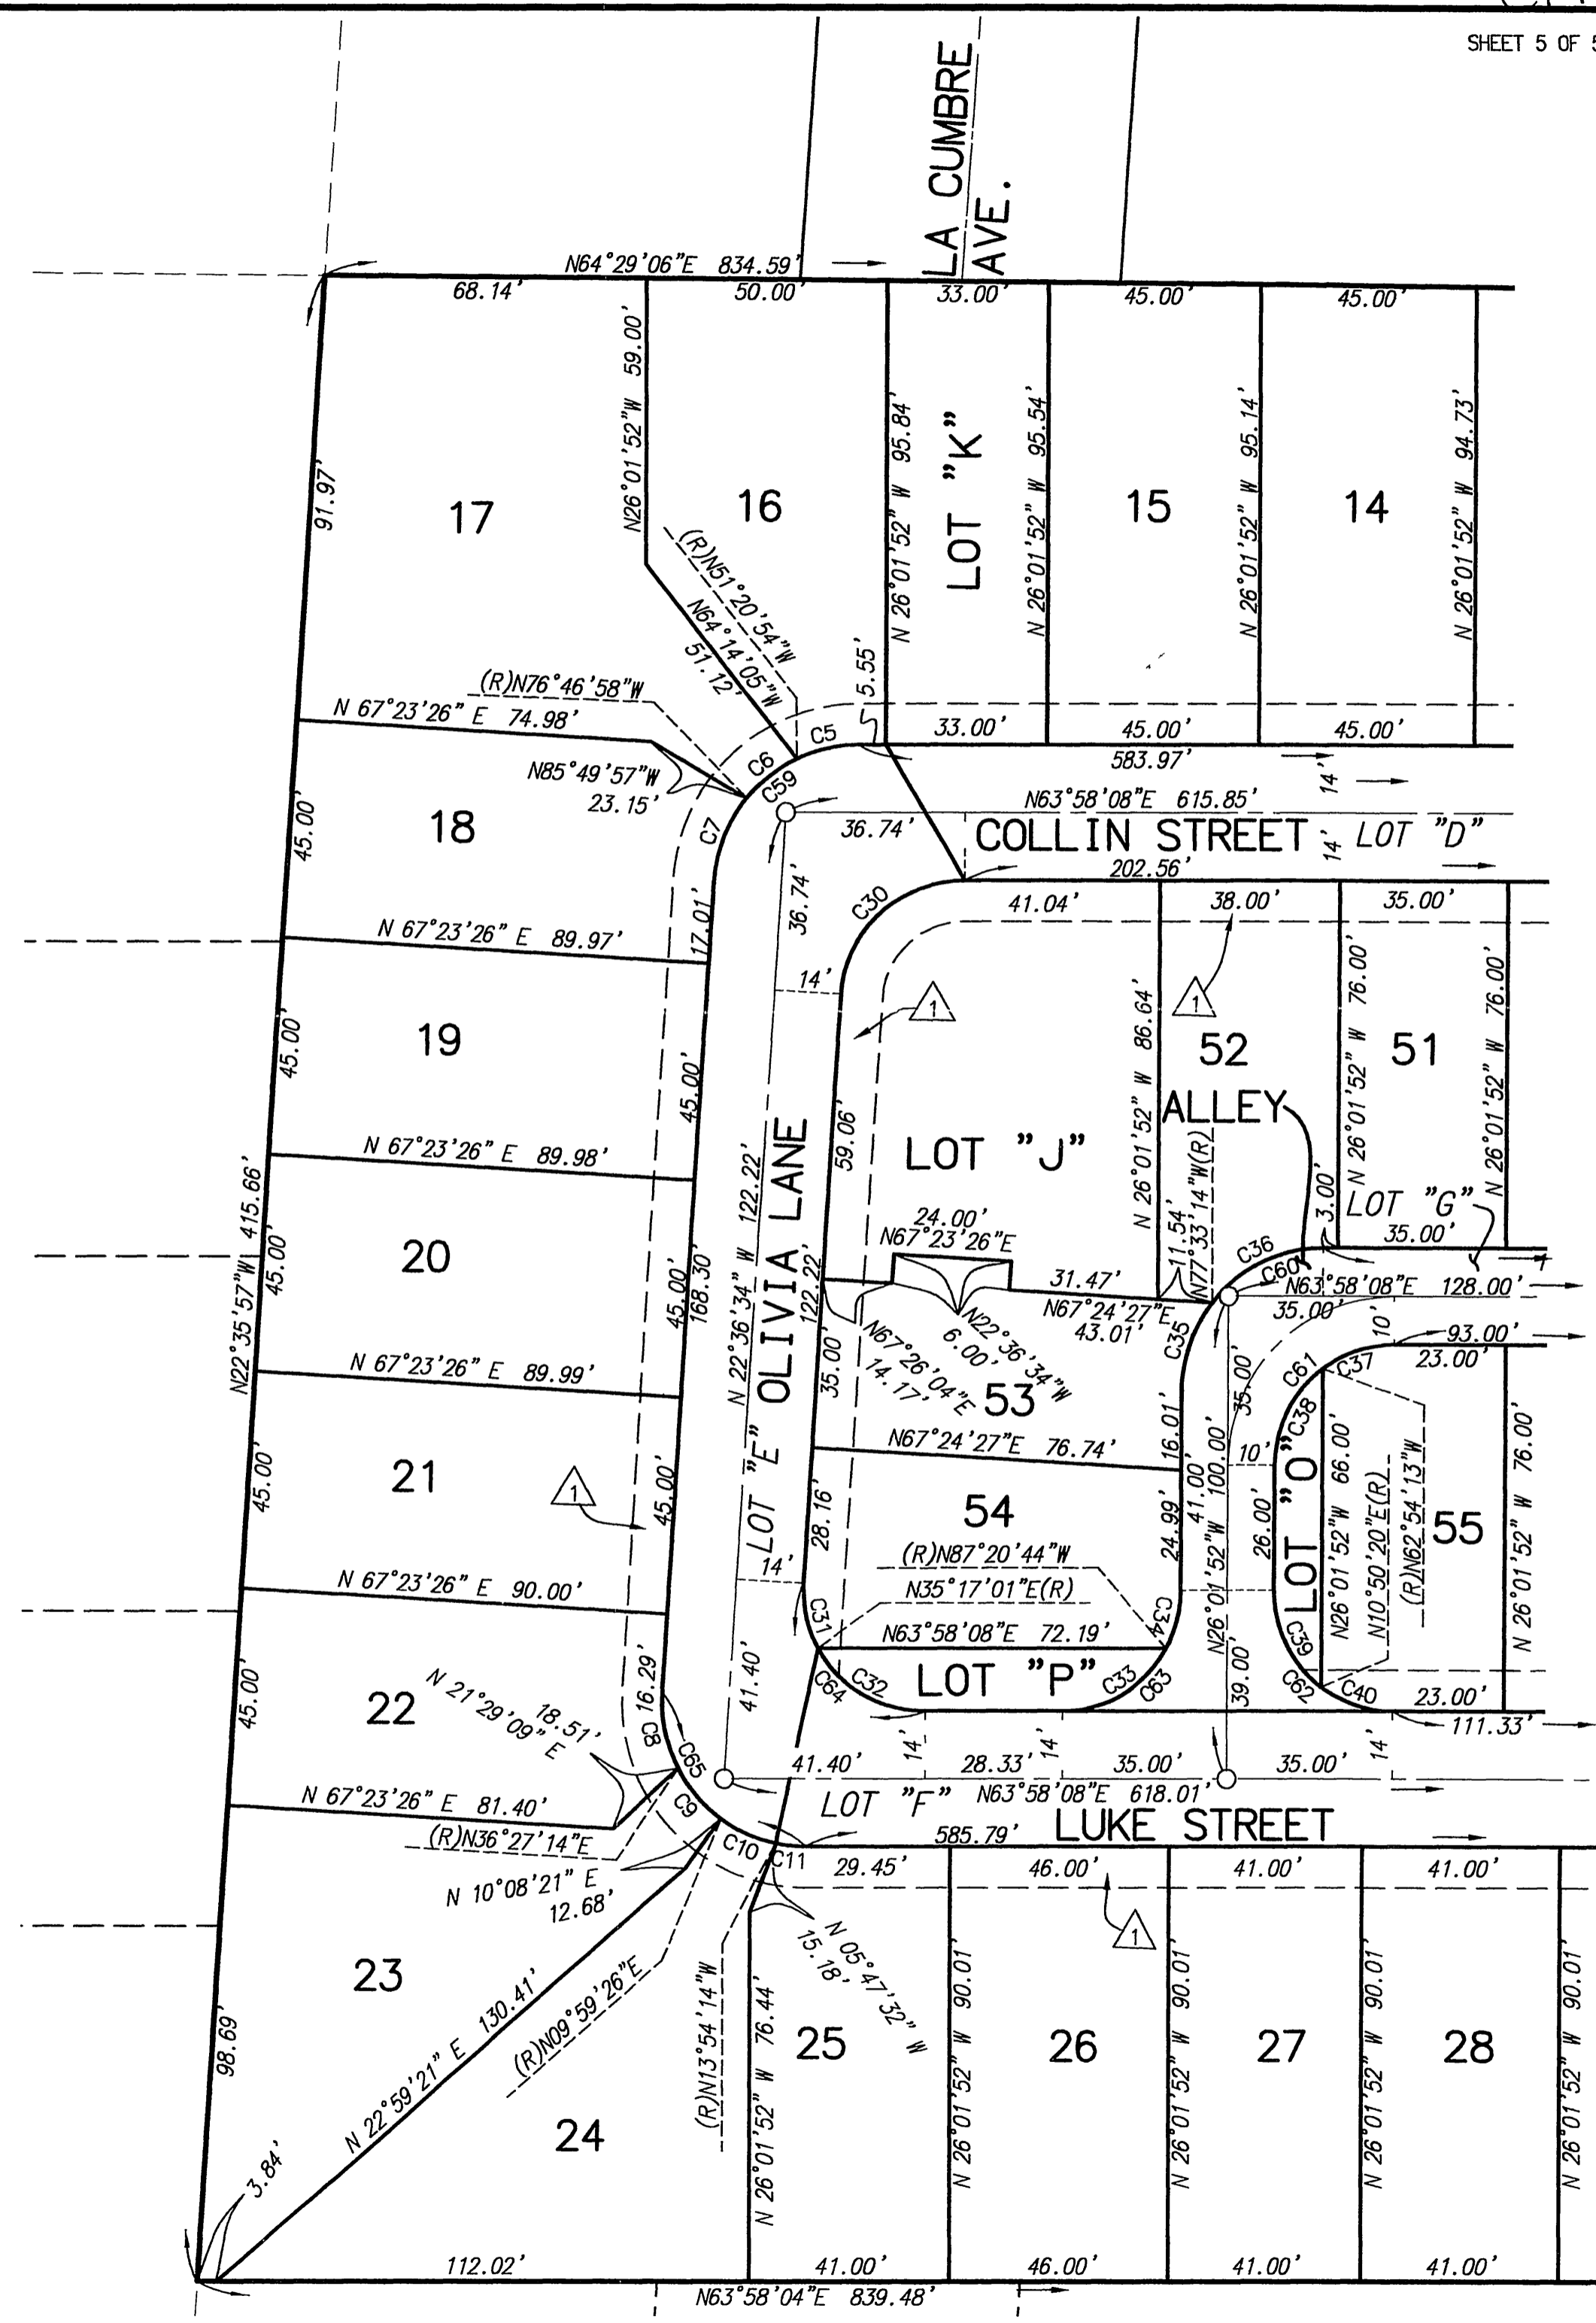 SHEET 5 OF 5
LA CUMBRE
AVE.
N64°29'06"E 834.59'
68.14'
50.00'
33.00'
45.00'
45.00'
N26°01'52"W 59.00'
91.97'
17
16
LOT "K"
15
14
N 26°01'52" W 95.84'
N 26°01'52" W 95.54'
N 26°01'52" W 95.14'
N 26°01'52" W 94.73'
(R)N51°20'54"W
N64°14'05"W
51.12'
5.55'
(R)N76°46'58"W
N 67°23'26" E 74.98'
N85°49'57"W
23.15'
C5
C6
C59
C7
33.00'
45.00'
45.00'
583.97'
14'
N63°58'08"E 615.85'
36.74'
COLLIN STREET
14'
LOT "D"
202.56'
18
45.00'
17.01'
36.74'
C30
41.04'
38.00'
35.00'
N 67°23'26" E 89.97'
14'
1
1
N 26°01'52" W 86.64'
N 26°01'52" W 76.00'
N 26°01'52" W 76.00'
19
45.00'
45.00'
52
51
ALLEY
59.06'
LOT "J"
N77°33'14"W(R)
11.54'
3.00'
LOT "G"
35.00'
N 67°23'26" E 89.98'
N22°35'57"W 415.66'
20
45.00'
45.00'
168.30'
N 22°36'34" W 122.22'
OLIVIA LANE
LOT "E"
122.22'
24.00'
N67°23'26"E
31.47'
N67°24'27"E
43.01'
C36
C60
N63°58'08"E 128.00'
35.00'
10'
93.00'
23.00'
C35
C61
C37
C38
N22°36'34"W
6.00'
N67°26'04"E
14.17'
35.00'
53
16.01'
35.00'
N 67°23'26" E 89.99'
N67°24'27"E 76.74'
10'
21
45.00'
1
45.00'
28.16'
54
24.99'
41.00'
N26°01'52"W 100.00'
26.00'
LOT "O"
N26°01'52"W 66.00'
N10°50'20"E(R)
(R)N62°54'13"W
55
N 26°01'52" W 76.00'
14'
(R)N87°20'44"W
N35°17'01"E(R)
N 67°23'26" E 90.00'
C31
N63°58'08"E 72.19'
C34
LOT "P"
C64
C32
C33
C63
C39
C62
C40
39.00'
23.00'
111.33'
22
45.00'
N 21°29'09" E
18.51'
16.29'
C8
C65
41.40'
41.40'
14'
28.33'
14'
35.00'
35.00'
14'
N 67°23'26" E 81.40'
C9
LOT "F"
N63°58'08"E 618.01'
LUKE STREET
(R)N36°27'14"E
C10
C11
585.79'
N 10°08'21" E
12.68'
29.45'
46.00'
41.00'
41.00'
N 05°47'32" W
15.18'
1
23
98.69'
N 22°59'21" E 130.41'
(R)N09°59'26"E
(R)N13°54'14"W
N 26°01'52" W 76.44'
25
N 26°01'52" W 90.01'
26
N 26°01'52" W 90.01'
27
N 26°01'52" W 90.01'
28
N 26°01'52" W 90.01'
24
3.84'
112.02'
41.00'
46.00'
41.00'
41.00'
N63°58'04"E 839.48'